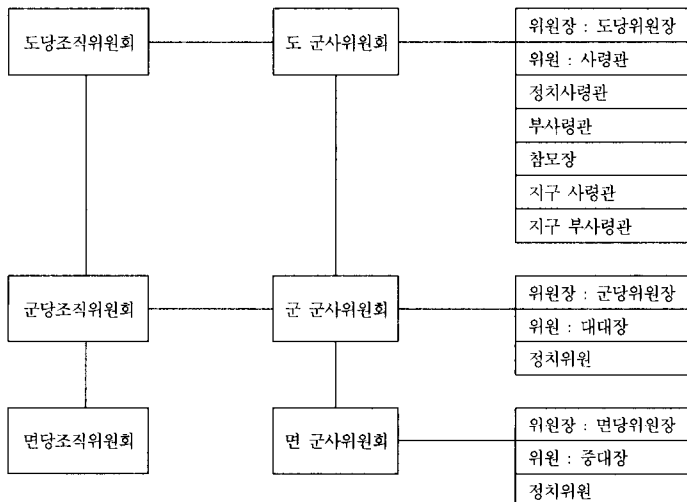 도당조직위원회
도 군사위원회
위원장 : 도당위원장
위원 : 사령관
정치사령관
부사령관
참모장
지구 사령관
지구 부사령관
군당조직위원회
군 군사위원회
위원장 : 군당위원장
위원 : 대대장
정치위원
면당조직위원회
면 군사위원회
위원장 : 면당위원장
위원 : 중대장
정치위원